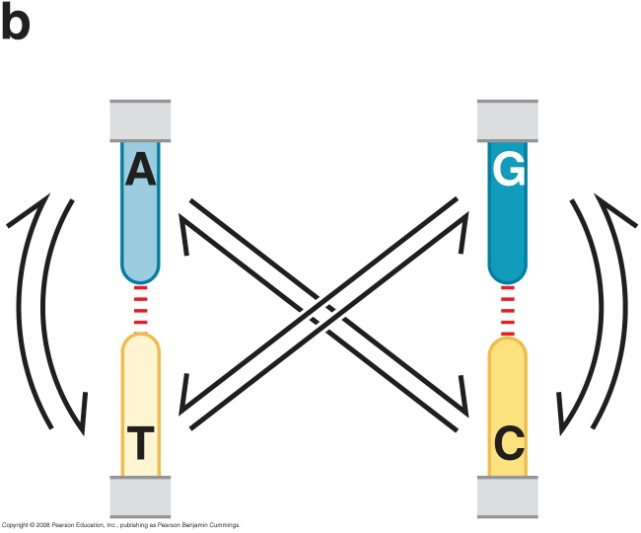 b
A
G
T
C
Copyright © 2008 Pearson Education, Inc., publishing as Pearson Benjamin Cummings.